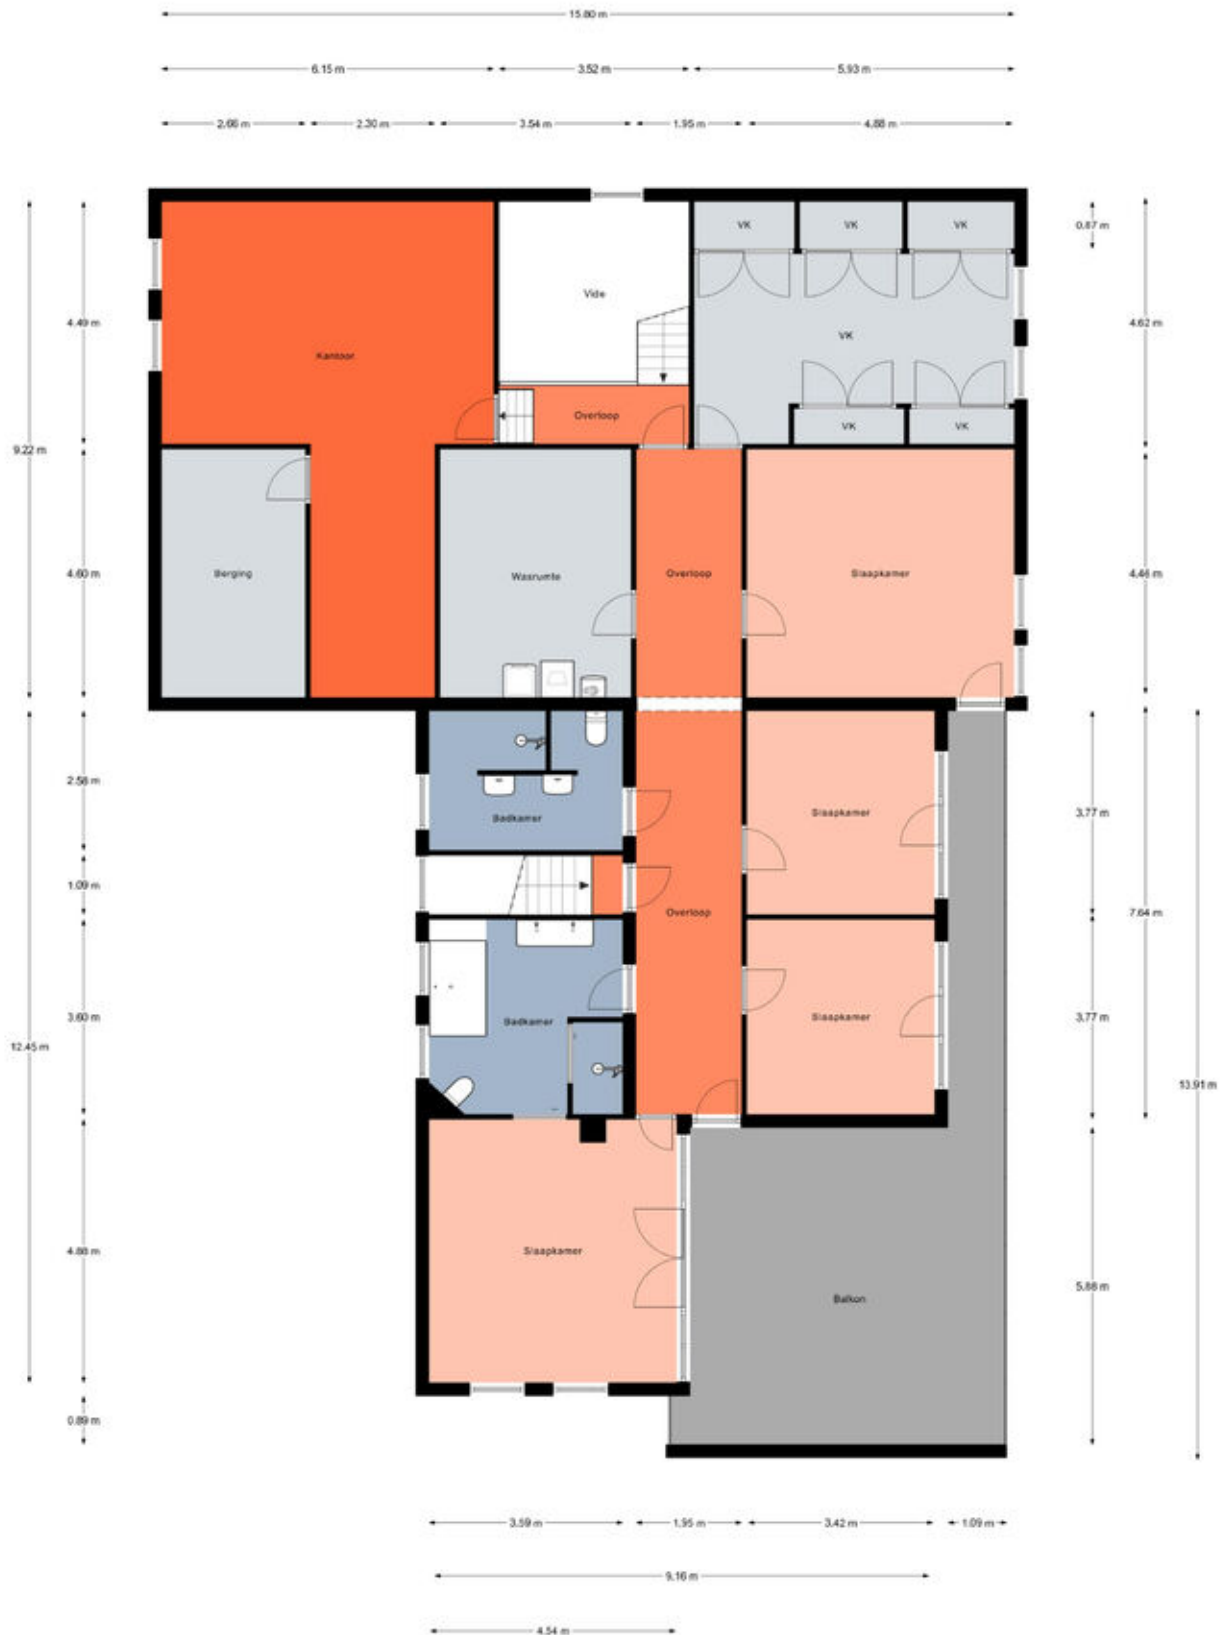 15.80 m
6.15 m
3.52 m
5.93 m
2.66 m
2.30 m
3.54 m
1.95 m
4.88 m
VK
VK
VK
0.87 m
Vide
4.49 m
4.62 m
VK
Kantoor
Overloop
VK
VK
9.22 m
4.60 m
Berging
Wasruimte
Overloop
Slaapkamer
4.44 m
2.58 m
Badkamer
Slaapkamer
3.77 m
1.09 m
Overloop
7.64 m
3.60 m
Badkamer
Slaapkamer
3.77 m
12.45 m
13.91 m
4.88 m
Slaapkamer
5.88 m
Balkon
0.89 m
3.59 m
1.95 m
3.42 m
1.09 m
9.16 m
4.54 m